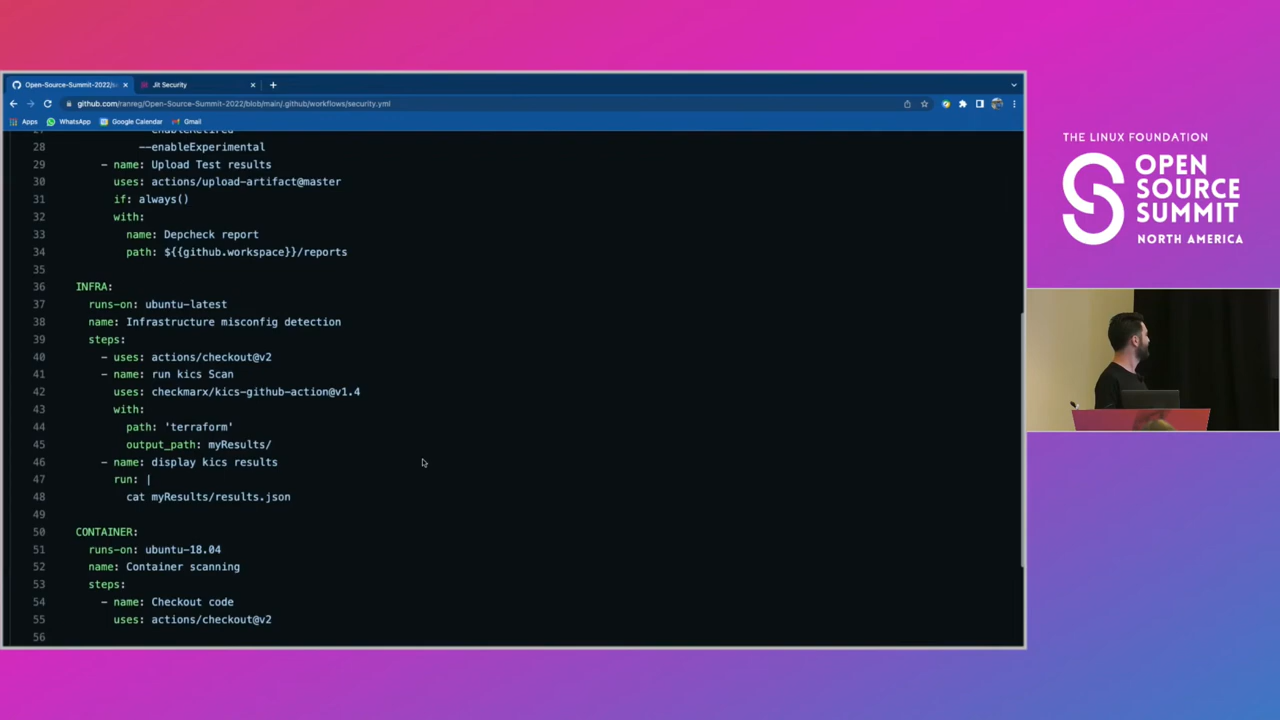 Open-Source-Summit-2022/s
Jit Security
github.com/ranreg/Open-Source-Summit-2022/blob/main/.github/workflows/security.yml
Apps
WhatsApp
Google Calendar
Gmail
27 --enableRetired
28 --enableExperimental
29 - name: Upload Test results
30 uses: actions/upload-artifact@master
31 if: always()
32 with:
33 name: Depcheck report
34 path: ${{github.workspace}}/reports
35
36 INFRA:
37 runs-on: ubuntu-latest
38 name: Infrastructure misconfig detection
39 steps:
40 - uses: actions/checkout@v2
41 - name: run kics Scan
42 uses: checkmarx/kics-github-action@v1.4
43 with:
44 path: 'terraform'
45 output_path: myResults/
46 - name: display kics results
47 run: |
48 cat myResults/results.json
49
50 CONTAINER:
51 runs-on: ubuntu-18.04
52 name: Container scanning
53 steps:
54 - name: Checkout code
55 uses: actions/checkout@v2
56
THE LINUX FOUNDATION
OPEN
SOURCE
SUMMIT
NORTH AMERICA